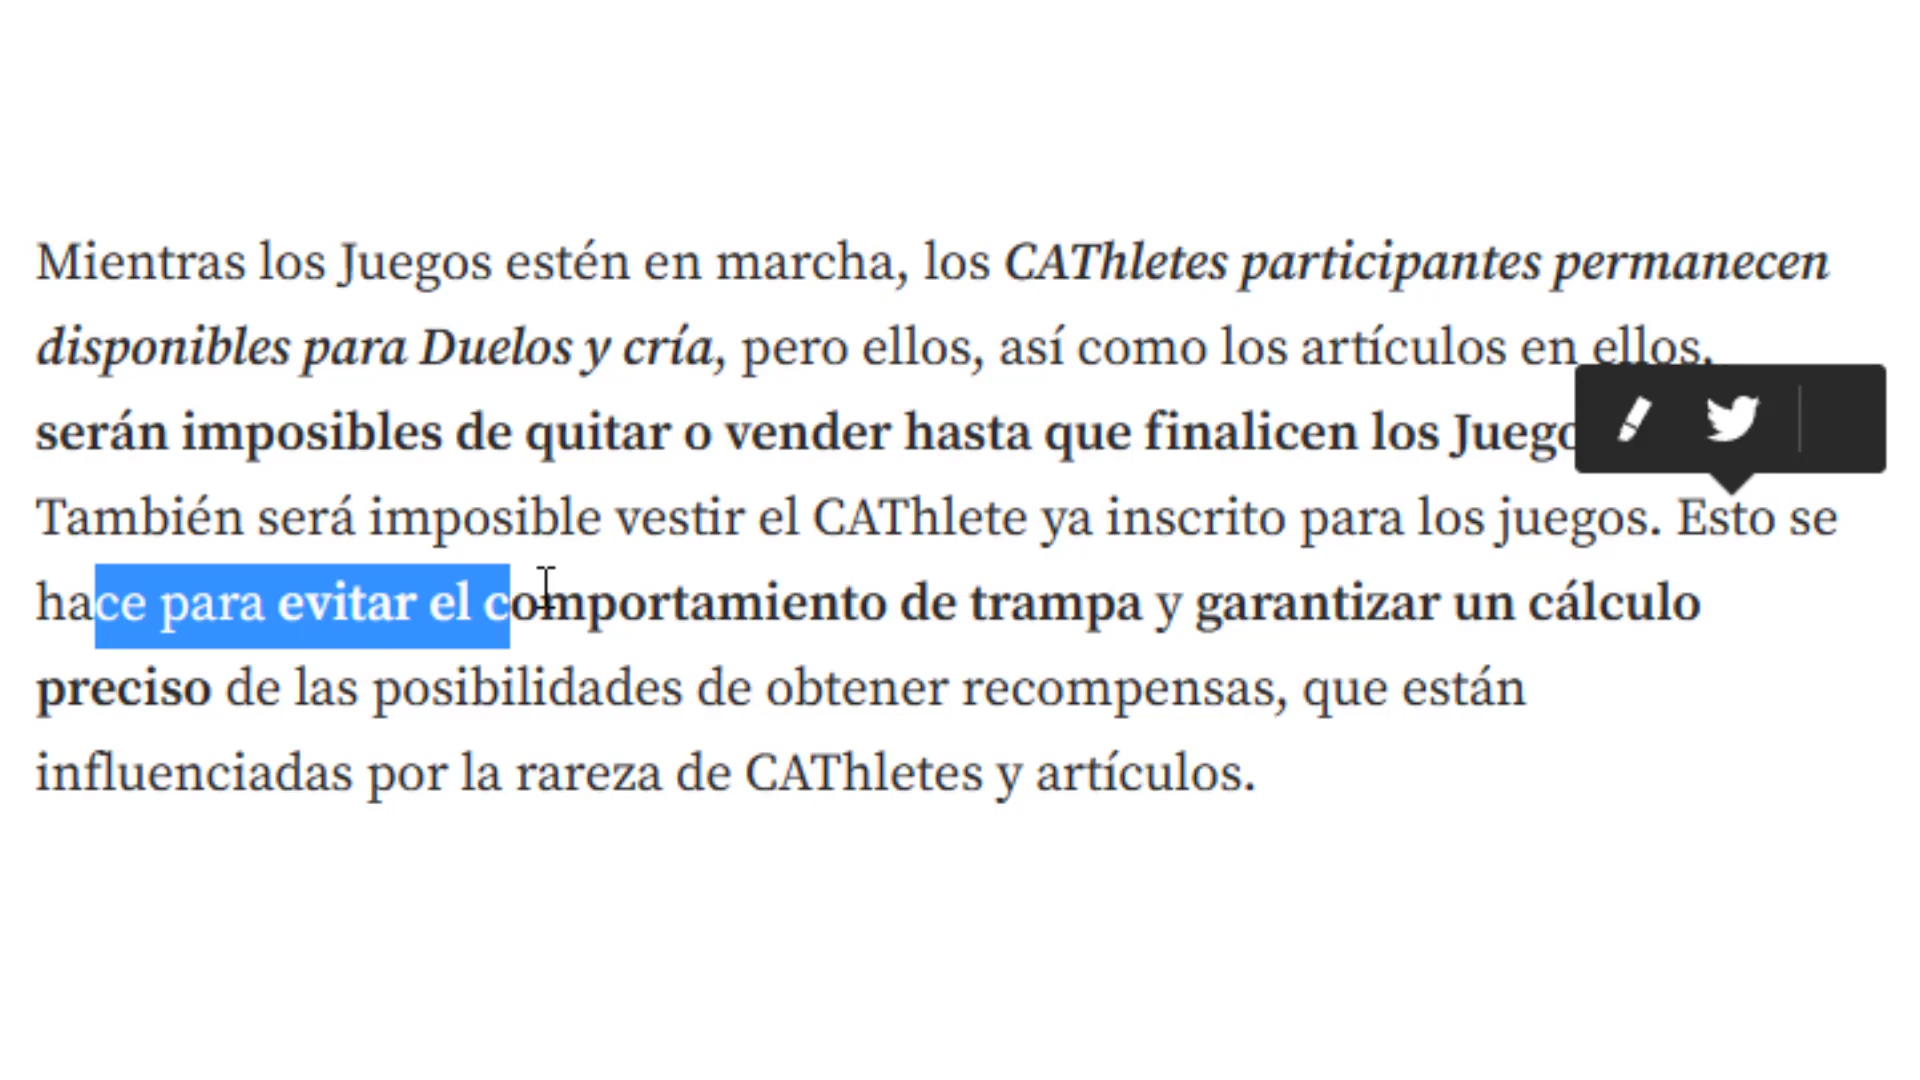 Mientras los Juegos estén en marcha, los CAThletes participantes permanecen
disponibles para Duelos y cría, pero ellos, así como los artículos en ellos,
serán imposibles de quitar o vender hasta que finalicen los
También será imposible vestir el CAThlete ya inscrito para los juegos. Esto se
hace para evitar el comportamiento de trampa y garantizar un cálculo
preciso de las posibilidades de obtener recompensas, que están
influenciadas por la rareza de CAThletes y artículos.